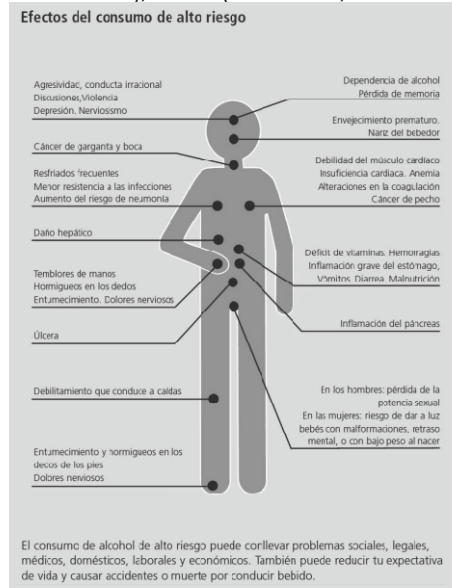 Efectos del consumo de alto riesgo
Agresividad, conducta irracional
Discusiones, Violencia
Depresión. Nerviossmo
Dependencia de alcohol
Pérdida de memoria
Envejecimiento prematuro.
Nariz del bebedor
Cáncer de garganta y boca
Debilidad del músculo cardíaco
Insuficiencia cardíaca. Anemia
Alteraciones en la coagulación
Cáncer de pecho
Resfriados frecuentes
Menor resistencia a las infecciones
Aumento del riesgo de neumonía
Daño hepático
Déficit de vitaminas. Hemorragias
Inflamación grave del estómago,
Vómitos. Diarrea. Malnutrición
Temblores de manos
Hormigueos en los dedos
Entumecimiento. Dolores nerviosos
Inflamación del páncreas
Úlcera
Debilitamiento que conduce a caídas
En los hombres: pérdida de la
potencia sexual
En las mujeres: riesgo de dar a luz
bebés con malformaciones, retraso
mental, o con bajo peso al nacer
Entumecimiento y hormigueos en los
decos de los pies
Dolores nerviosos
El consumo de alcohol de alto riesgo puede conllevar problemas sociales, legales,
médicos, domésticos, laborales y económicos. También puede reducir tu expectativa
de vida y causar accidentes o muerte por conducir bebido.